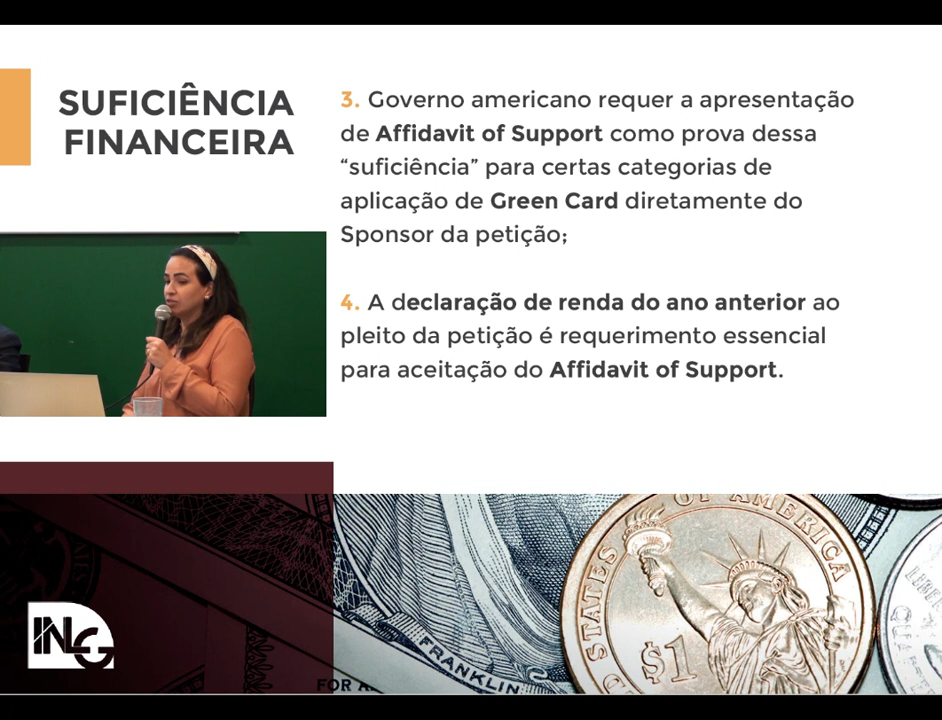 SUFICIÊNCIA
FINANCEIRA
3. Governo americano requer a apresentação
de Affidavit of Support como prova dessa
“suficiência” para certas categorias de
aplicação de Green Card diretamente do
Sponsor da petição;
4. A declaração de renda do ano anterior ao
pleito da petição é requerimento essencial
para aceitação do Affidavit of Support.
INLG
FRANKLIN
FOR
STATES OF AMERICA
$1